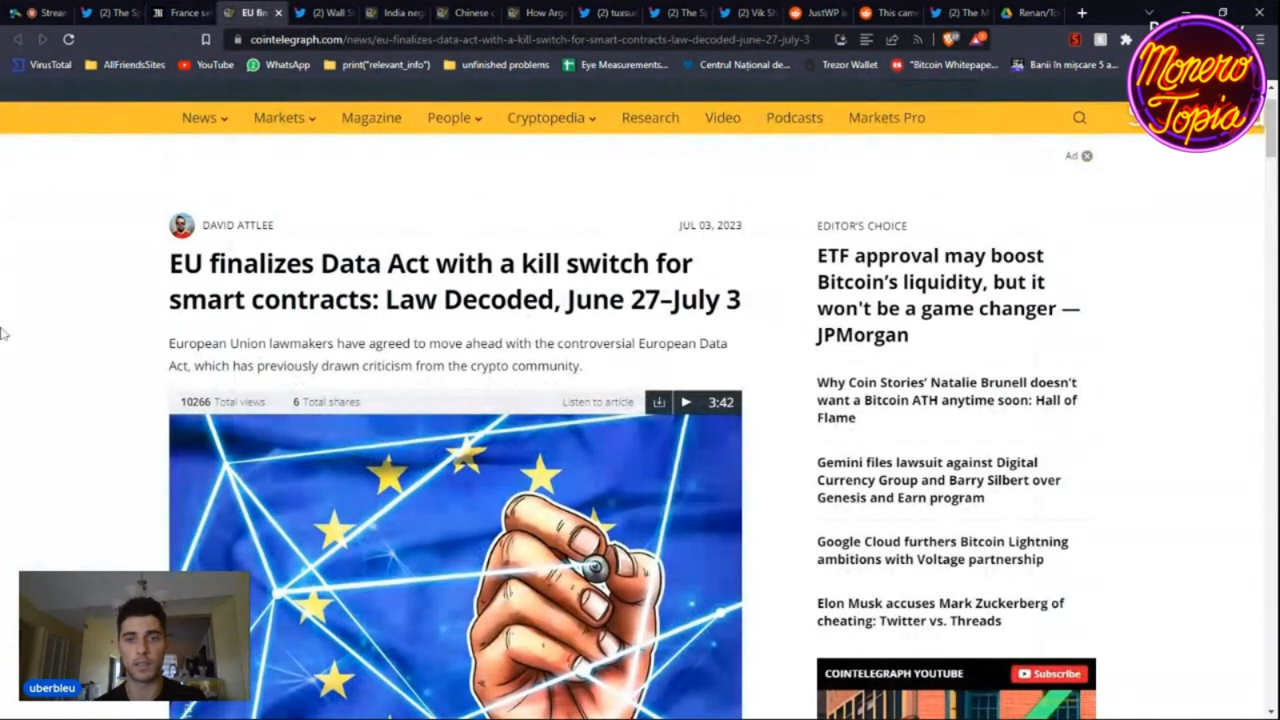 Strear
(2) The Sp
France se
EU fin
(2) Wall S
India neg
Chinese c
How Arg
(2) tuxsud
(2) The Sp
(2) Vik Sh
JustWP is
This came
(2) The M
Renan/To
cointelegraph.com/news/eu-finalizes-data-act-with-a-kill-switch-for-smart-contracts-law-decoded-june-27-july-3
VirusTotal
AllFriendsSites
YouTube
WhatsApp
print("relevant_info")
unfinished problems
Eye Measurements...
Centrul Național de...
Trezor Wallet
"Bitcoin Whitepape...
Banii în mișcare 5 a...
Monero
Topia
News
Markets
Magazine
People
Cryptopedia
Research
Video
Podcasts
Markets Pro
Ad
DAVID ATTLEE
JUL 03, 2023
EU finalizes Data Act with a kill switch for
smart contracts: Law Decoded, June 27–July 3
European Union lawmakers have agreed to move ahead with the controversial European Data
Act, which has previously drawn criticism from the crypto community.
10266 Total views
6 Total shares
Listen to article
3:42
EDITOR'S CHOICE
ETF approval may boost
Bitcoin's liquidity, but it
won't be a game changer —
JPMorgan
Why Coin Stories' Natalie Brunell doesn't
want a Bitcoin ATH anytime soon: Hall of
Flame
Gemini files lawsuit against Digital
Currency Group and Barry Silbert over
Genesis and Earn program
Google Cloud furthers Bitcoin Lightning
ambitions with Voltage partnership
Elon Musk accuses Mark Zuckerberg of
cheating: Twitter vs. Threads
COINTELEGRAPH YOUTUBE
Subscribe
uberbleu